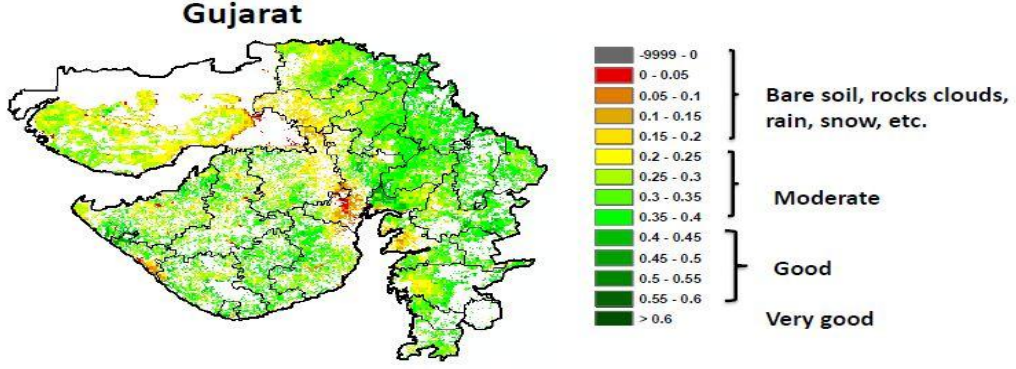 Gujarat
-9999 - 0
0 - 0.05
0.05 - 0.1
0.1 - 0.15
0.15 - 0.2
Bare soil, rocks clouds,
rain, snow, etc.
0.2 - 0.25
0.25 - 0.3
0.3 - 0.35
0.35 - 0.4
Moderate
0.4 - 0.45
0.45 - 0.5
0.5 - 0.55
0.55 - 0.6
Good
> 0.6
Very good